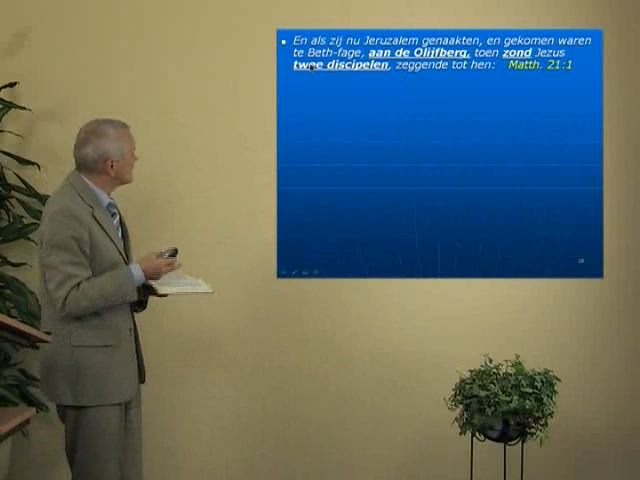 En als zij nu Jeruzalem genaakten, en gekomen waren
te Beth-fage, aan de Olijfberg, toen zond Jezus
twee discipelen, zeggende tot hen: Matth. 21:1